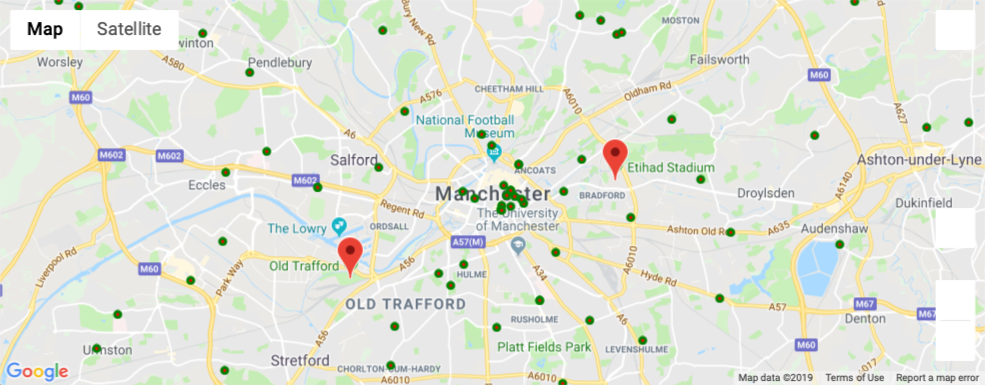 Map
Satellite
Bury New Rd
MOSTON
winton
Worsley
Pendlebury
A580
Failsworth
M60
M60
A576
CHEETHAM HILL
A6010
Oldham Rd
A627
National Football
Museum
A6
M602
M602
Salford
ANCOATS
Etihad Stadium
Ashton-under-Lyne
Eccles
M602
Manchester
BRADFORD
Droylsden
A6140
Dukinfield
Regent Rd
The University
of Manchester
The Lowry
ORDSALL
Ashton Old Rd
A635
Audenshaw
A57(M)
Liverpool Rd
M60
Park Way
Old Trafford
A56
HULME
A34
A6010
Hyde Rd
OLD TRAFFORD
A57
M67
M67
Denton
RUSHOLME
A56
A6
Urmston
Stretford
Platt Fields Park
LEVENSHULME
M60
A017
CHORLTON-CUM-HARDY
A6010
A6010
Google
Map data ©2019
Terms of Use
Report a map error